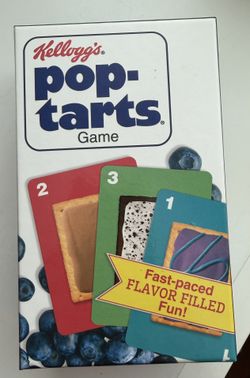 Kellogg's
pop-
tarts®
Game
2
3
1
Fast-paced
FLAVOR FILLED
Fun!